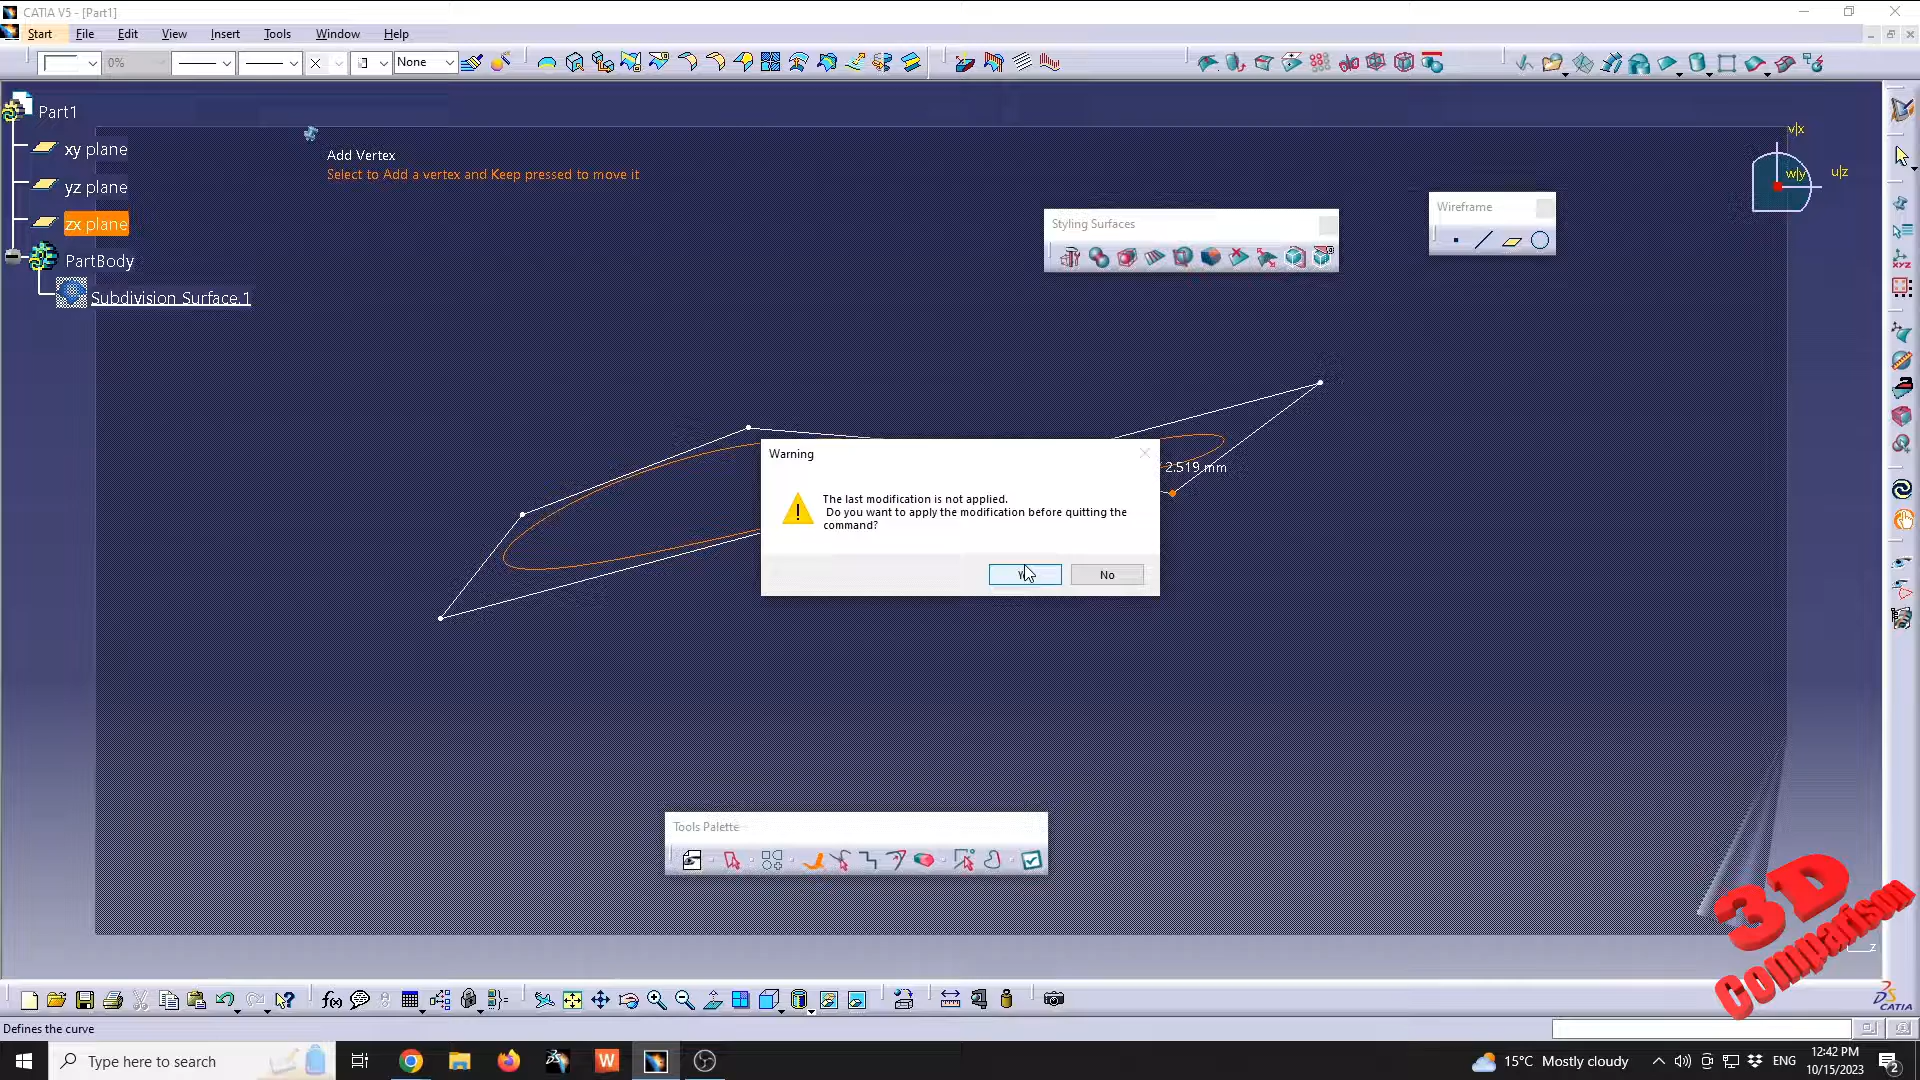 CATIA V5 - [Part1]
Start File Edit View Insert Tools Window Help
0%
None
Part1
xy plane
yz plane
zx plane
PartBody
Subdivision Surface.1
Add Vertex
Select to Add a vertex and Keep pressed to move it
Styling Surfaces
Wireframe
v|x
w|y
u|z
2.519 mm
Warning
The last modification is not applied.
Do you want to apply the modification before quitting the
command?
No
Tools Palette
3D
Comparison
z
CATIA
Defines the curve
Type here to search
15°C Mostly cloudy
ENG
12:42 PM
10/15/2023
2